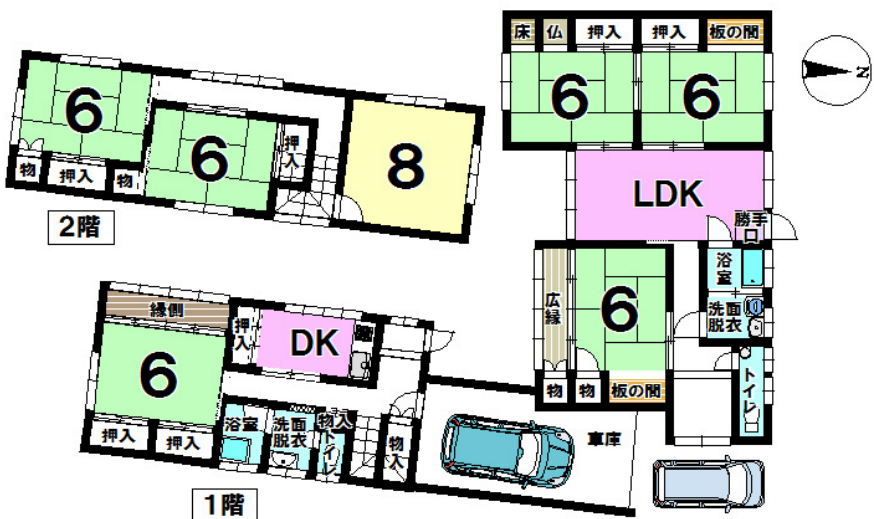 床 仏 押入 押入 板の間
6 6
N
6 6 押入 8
物 押入 物
2階
LDK
勝手口
浴室
洗面脱衣
広縁
6
物 物 板の間
トイレ
縁側
押入
DK
6
押入 押入
浴室
洗面脱衣
物入
トイレ
物入
車庫
1階